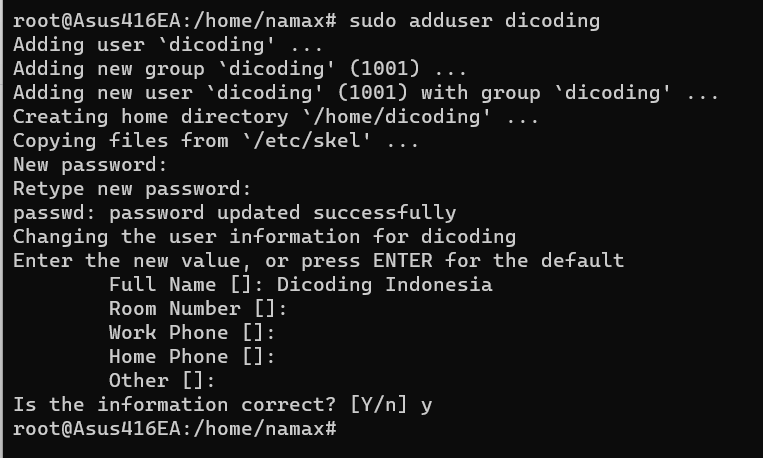 root@Asus416EA:/home/namax# sudo adduser dicoding
Adding user `dicoding' ...
Adding new group `dicoding' (1001) ...
Adding new user `dicoding' (1001) with group `dicoding' ...
Creating home directory `/home/dicoding' ...
Copying files from `/etc/skel' ...
New password:
Retype new password:
passwd: password updated successfully
Changing the user information for dicoding
Enter the new value, or press ENTER for the default
        Full Name []: Dicoding Indonesia
        Room Number []:
        Work Phone []:
        Home Phone []:
        Other []:
Is the information correct? [Y/n] y
root@Asus416EA:/home/namax#